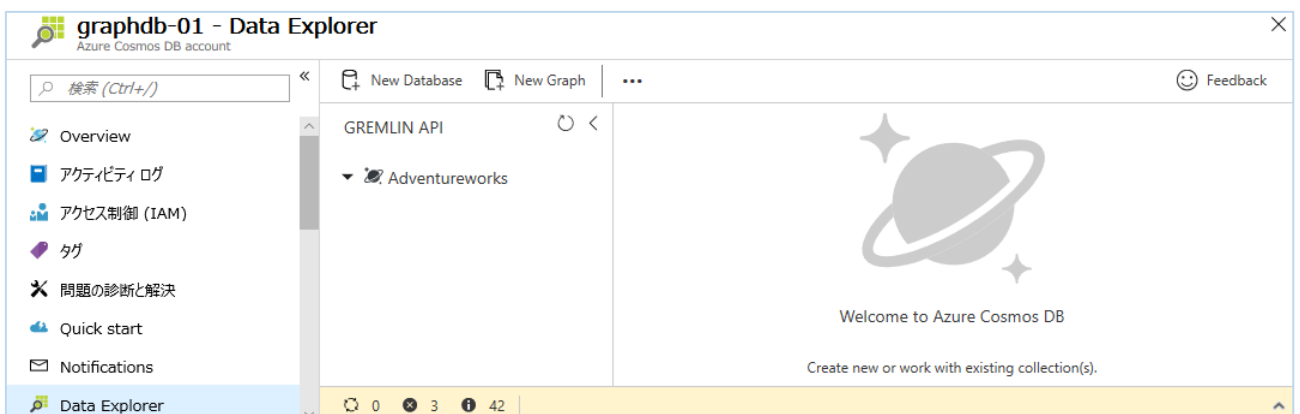 graphdb-01 - Data Explorer
Azure Cosmos DB account
検索 (Ctrl+/)
Overview
アクティビティ ログ
アクセス制御 (IAM)
タグ
問題の診断と解決
Quick start
Notifications
Data Explorer
New Database New Graph Feedback
GREMLIN API
Adventureworks
Welcome to Azure Cosmos DB
Create new or work with existing collection(s).
0 3 42